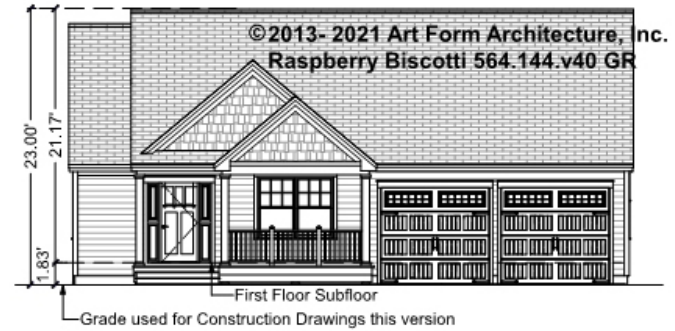 ©2013- 2021 Art Form Architecture, Inc.
Raspberry Biscotti 564.144.v40 GR
23.00'
21.17'
1.83'
First Floor Subfloor
Grade used for Construction Drawings this version